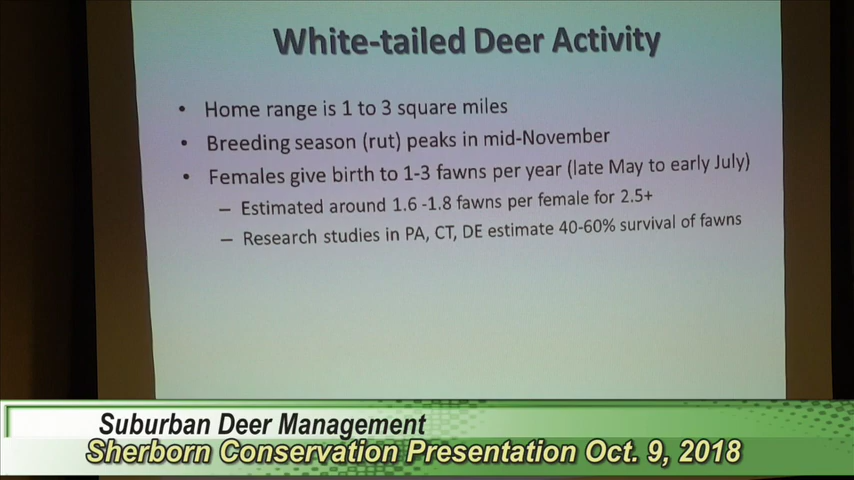 White-tailed Deer Activity
• Home range is 1 to 3 square miles
• Breeding season (rut) peaks in mid-November
• Females give birth to 1-3 fawns per year (late May to early July)
– Estimated around 1.6 -1.8 fawns per female for 2.5+
– Research studies in PA, CT, DE estimate 40-60% survival of fawns
Suburban Deer Management
Sherborn Conservation Presentation Oct. 9, 2018